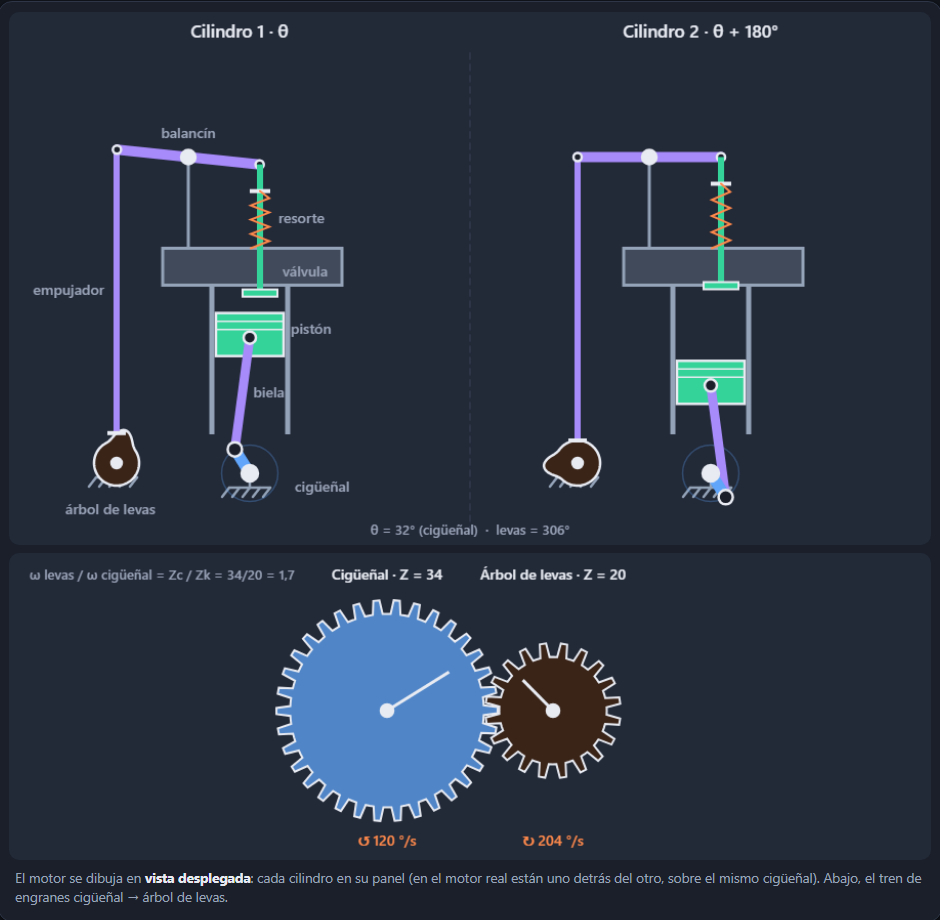 Cilindro 1 · θ
Cilindro 2 · θ + 180°
balancín
resorte
válvula
empujador
pistón
biela
cigüeñal
árbol de levas
θ = 32° (cigüeñal) · levas = 306°
ω levas / ω cigüeñal = Zc / Zk = 34/20 = 1,7
Cigüeñal · Z = 34
Árbol de levas · Z = 20
↺ 120 °/s
↻ 204 °/s
El motor se dibuja en vista desplegada: cada cilindro en su panel (en el motor real están uno detrás del otro, sobre el mismo cigüeñal). Abajo, el tren de
engranes cigüeñal → árbol de levas.